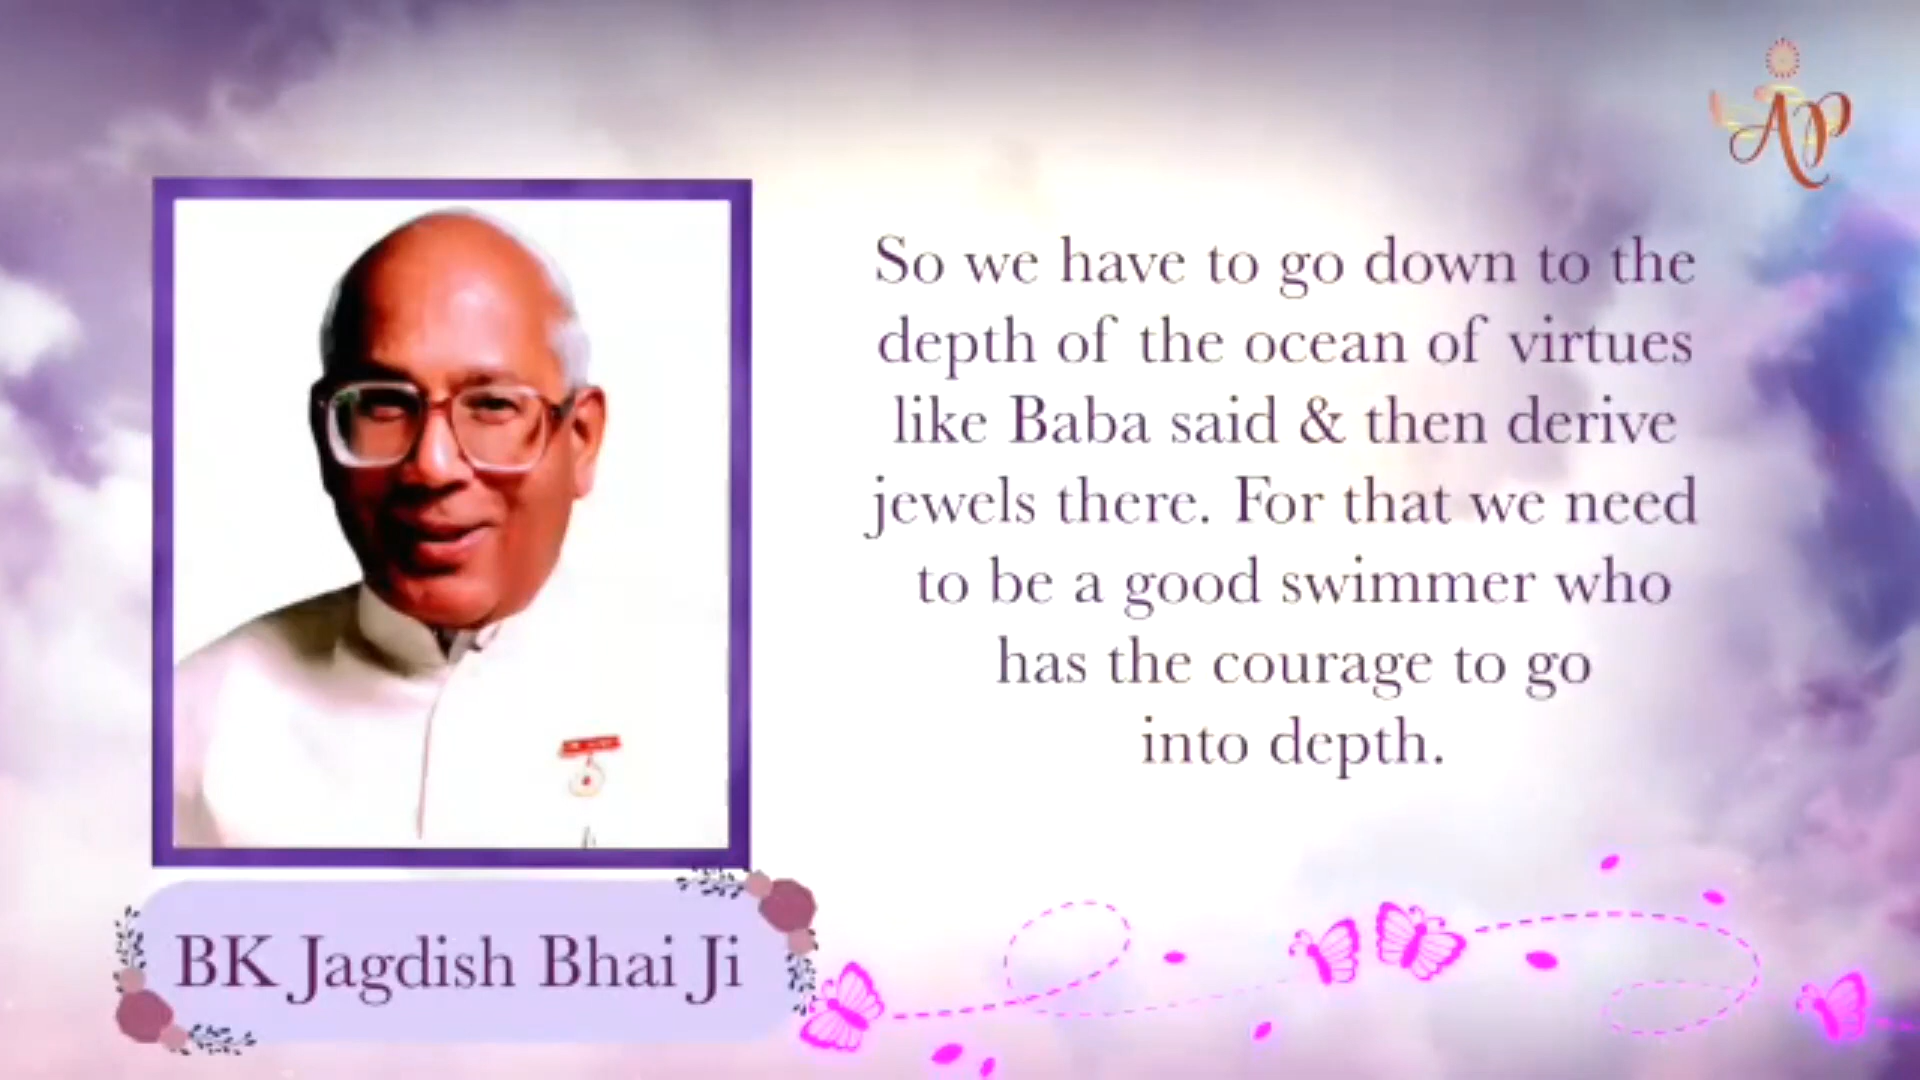 AP
So we have to go down to the
depth of the ocean of virtues
like Baba said & then derive
jewels there. For that we need
to be a good swimmer who
has the courage to go
into depth.
BK Jagdish Bhai Ji